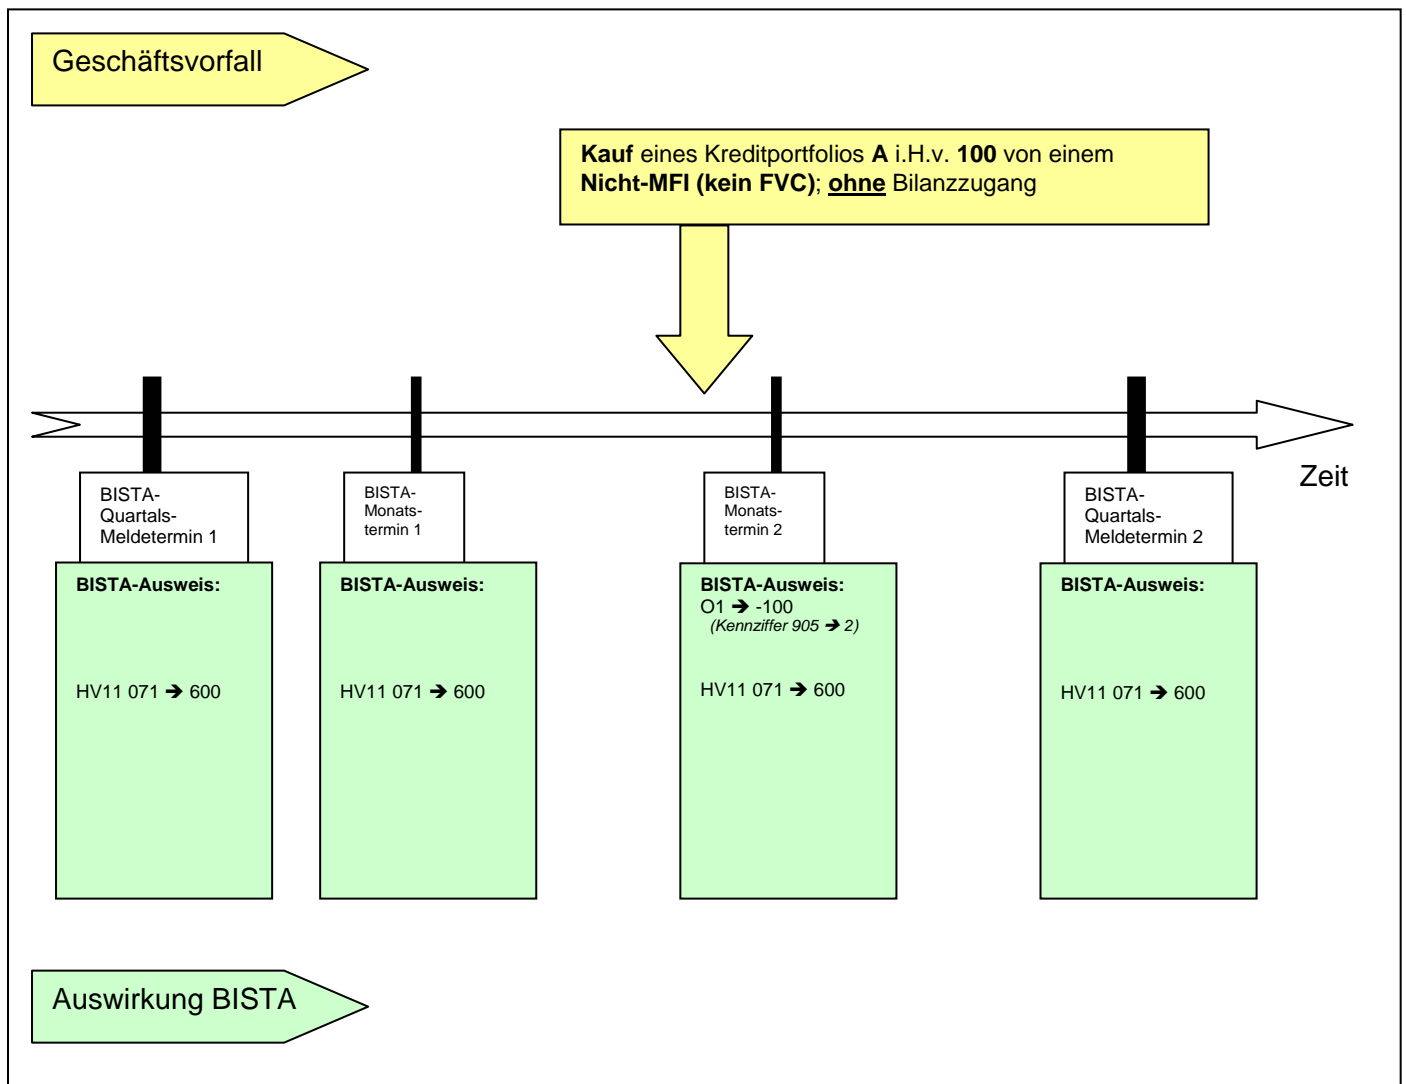 Geschäftsvorfall
Kauf eines Kreditportfolios A i.H.v. 100 von einem
Nicht-MFI (kein FVC); ohne Bilanzzugang
Zeit
BISTA-
Quartals-
Meldetermin 1
BISTA-
Monats-
termin 1
BISTA-
Monats-
termin 2
BISTA-
Quartals-
Meldetermin 2
BISTA-Ausweis:
HV11 071 ➔ 600
BISTA-Ausweis:
HV11 071 ➔ 600
BISTA-Ausweis:
O1 ➔ -100
(Kennziffer 905 ➔ 2)
HV11 071 ➔ 600
BISTA-Ausweis:
HV11 071 ➔ 600
Auswirkung BISTA